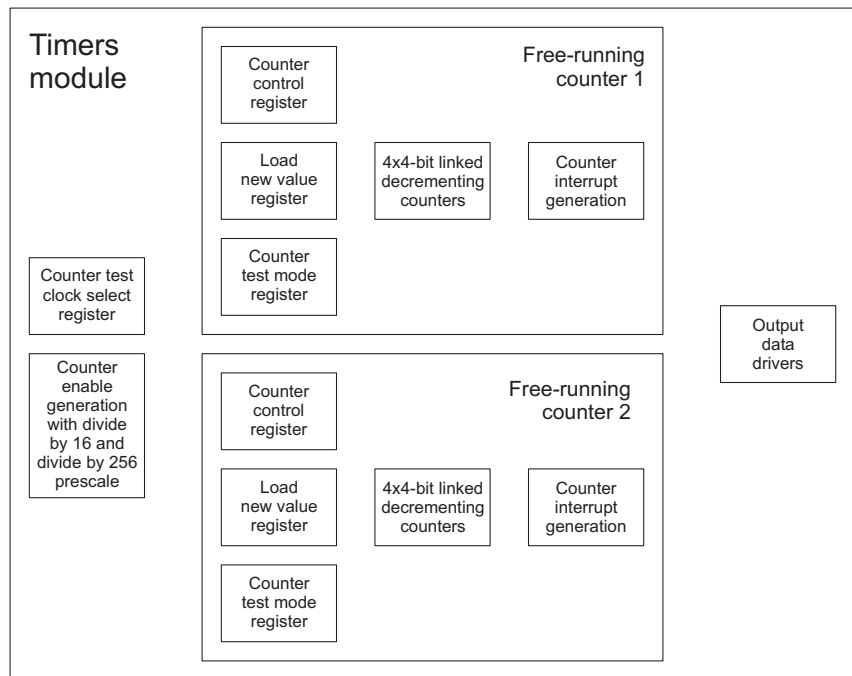 Timers
module
Free-running
counter 1
Counter
control
register
Load
new value
register
4x4-bit linked
decrementing
counters
Counter
interrupt
generation
Counter
test mode
register
Counter test
clock select
register
Counter
enable
generation
with divide
by 16 and
divide by 256
prescale
Free-running
counter 2
Counter
control
register
Load
new value
register
4x4-bit linked
decrementing
counters
Counter
interrupt
generation
Counter
test mode
register
Output
data
drivers